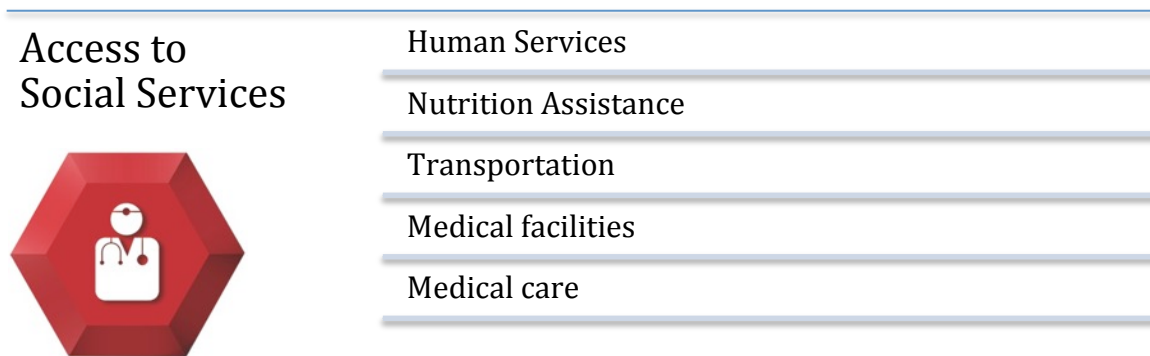 Access to
Social Services
Human Services
Nutrition Assistance
Transportation
Medical facilities
Medical care